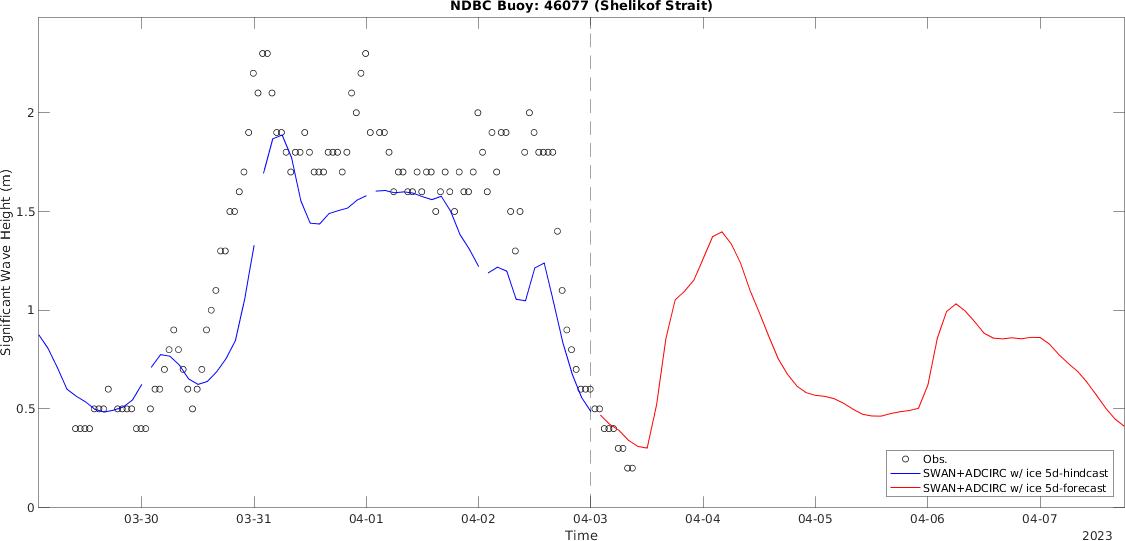 NDBC Buoy: 46077 (Shelikof Strait)
Significant Wave Height (m)
2
1.5
1
0.5
0
Obs.
SWAN+ADCIRC w/ ice 5d-hindcast
SWAN+ADCIRC w/ ice 5d-forecast
03-30 03-31 04-01 04-02 04-03 04-04 04-05 04-06 04-07
Time
2023